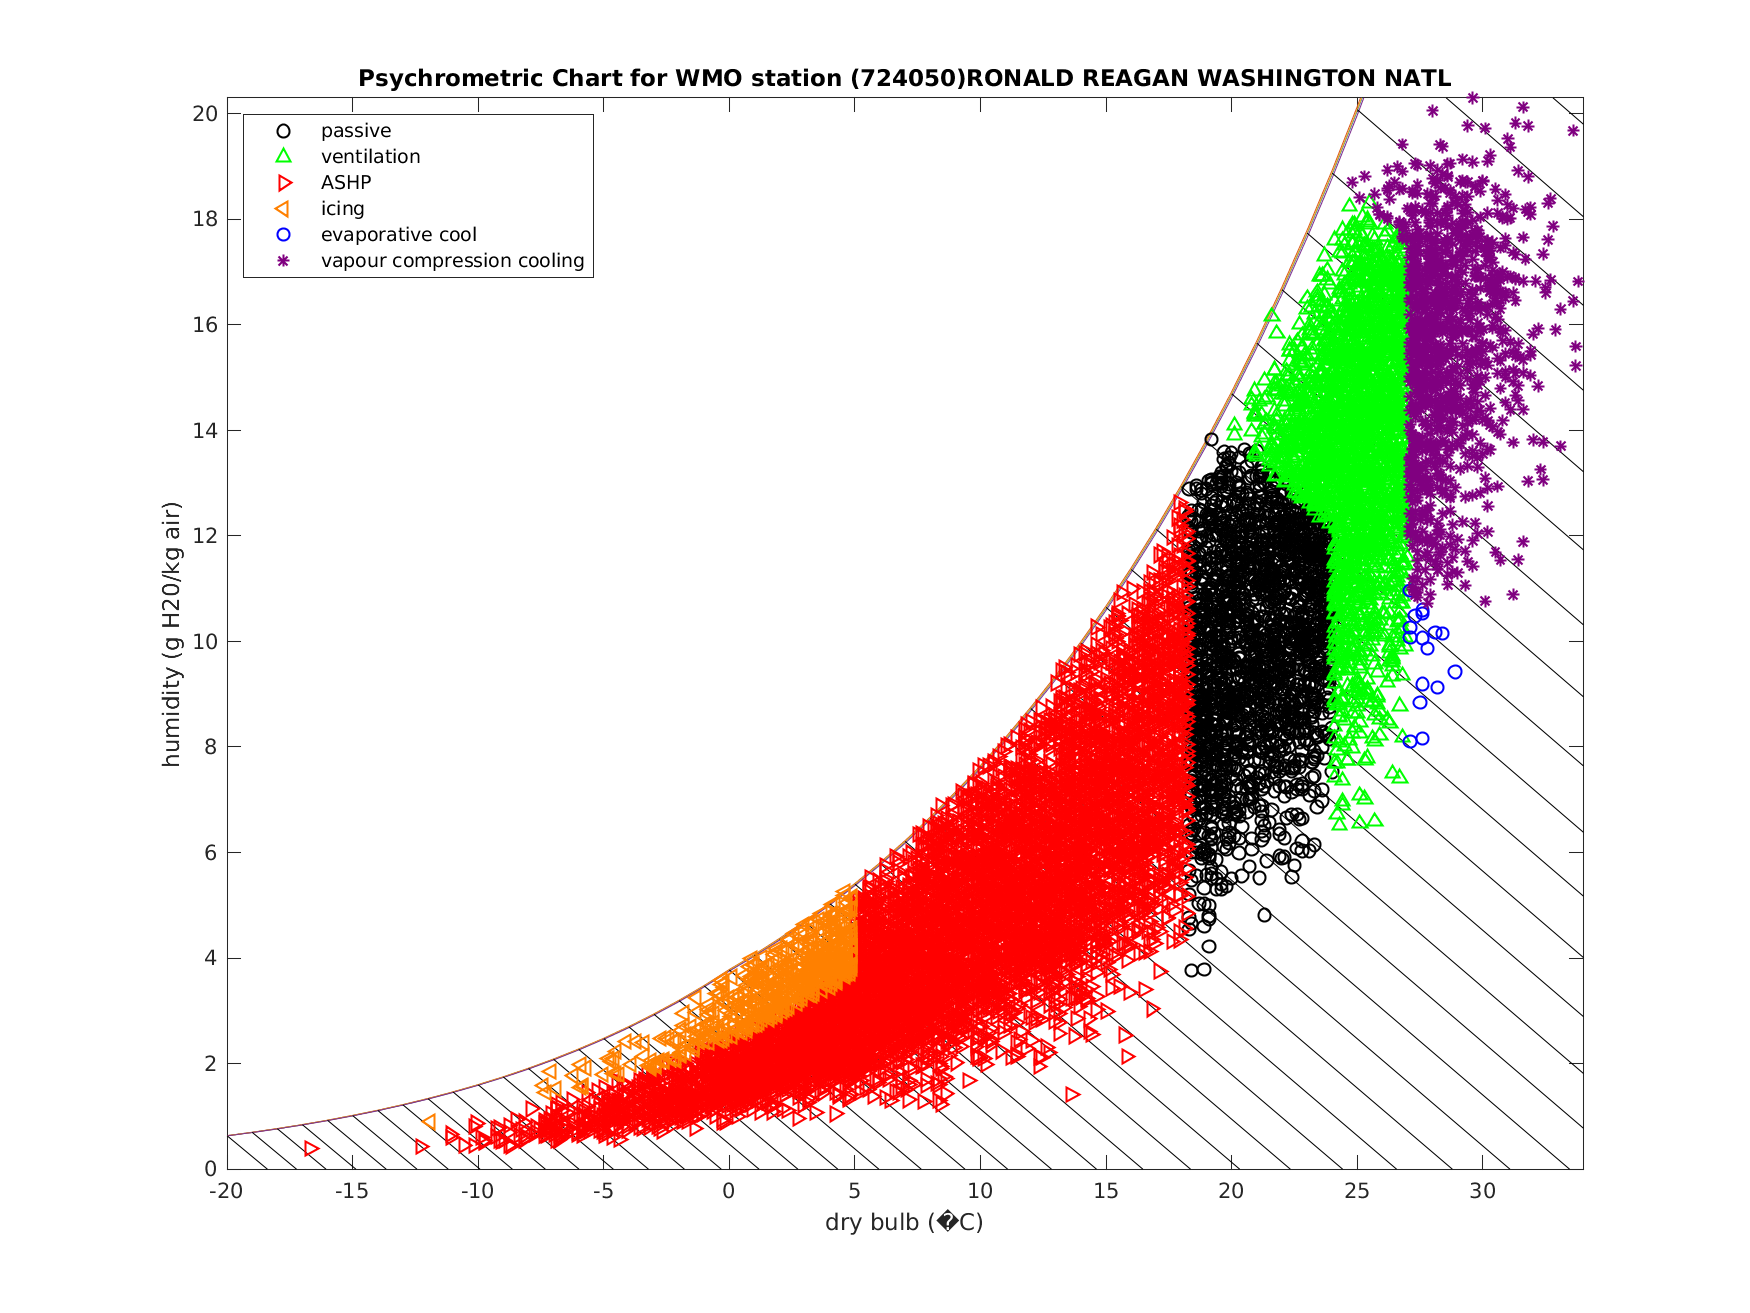 Psychrometric Chart for WMO station (724050)RONALD REAGAN WASHINGTON NATL
passive
ventilation
ASHP
icing
evaporative cool
vapour compression cooling
humidity (g H20/kg air)
20
18
16
14
12
10
8
6
4
2
0
-20 -15 -10 -5 0 5 10 15 20 25 30
dry bulb (�C)